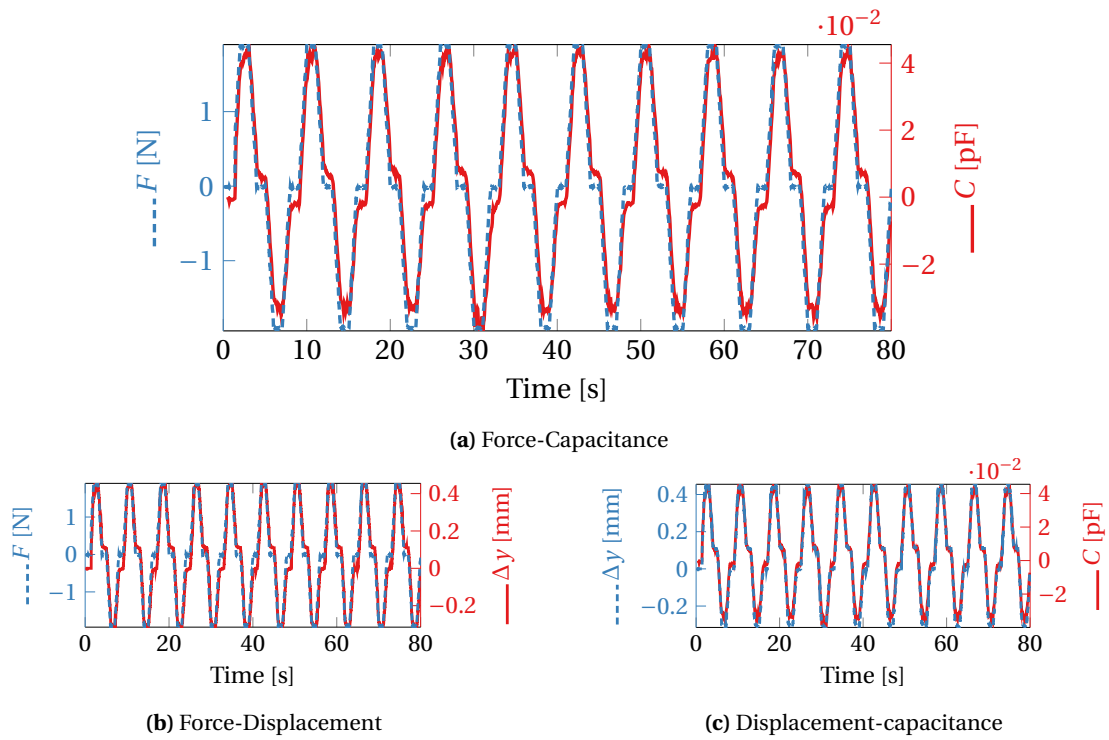 ·10⁻²
1
0
−1
F [N]
4
2
0
−2
C [pF]
0 10 20 30 40 50 60 70 80
Time [s]
(a) Force-Capacitance
1
0
−1
F [N]
0.4
0.2
0
−0.2
Δy [mm]
0 20 40 60 80
Time [s]
(b) Force-Displacement
·10⁻²
0.4
0.2
0
−0.2
Δy [mm]
4
2
0
−2
C [pF]
0 20 40 60 80
Time [s]
(c) Displacement-capacitance